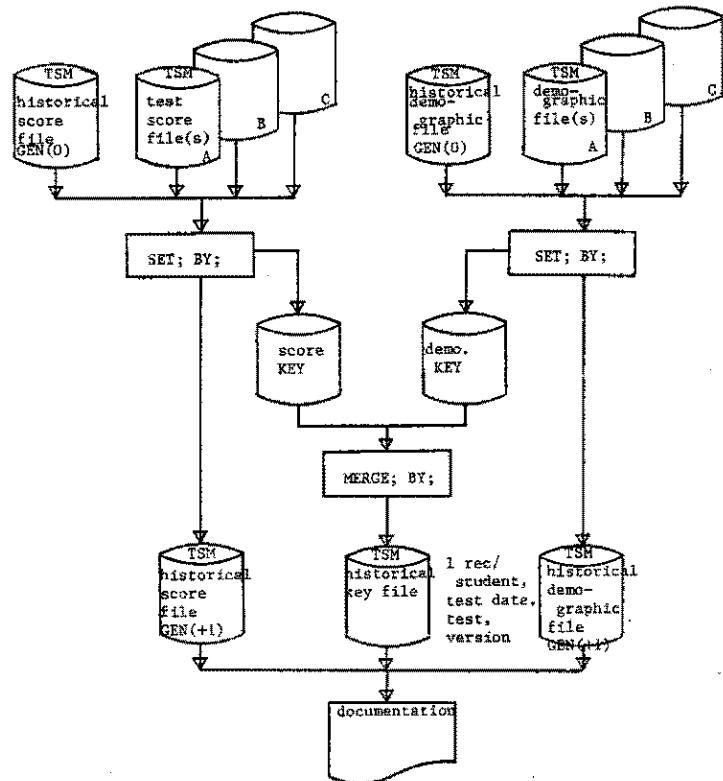 TSM
historical
score
file
GEN(0)
TSM
test
score
file(s)
A
B
C
TSM
historical
demo-
graphic
file
GEN(0)
TSM
demo-
graphic
file(s)
A
B
C
SET; BY;
SET; BY;
score
KEY
demo.
KEY
MERGE; BY;
TSM
historical
score
file
GEN(+1)
TSM
historical
key file
1 rec/
student,
test date,
test,
version
TSM
historical
demo-
graphic
file
GEN(+1)
documentation